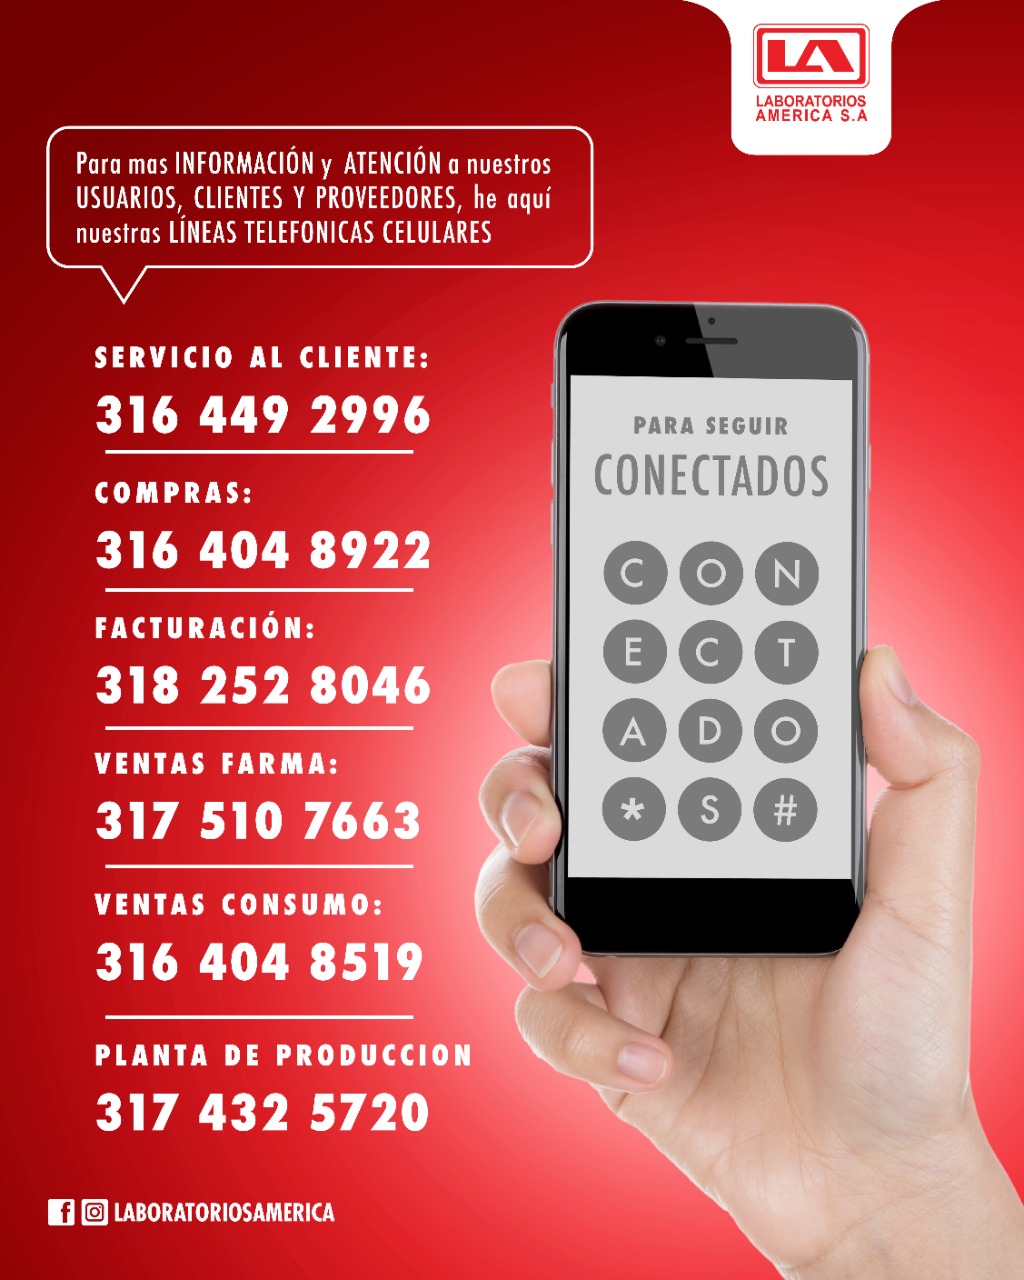 LA
LABORATORIOS
AMERICA S.A
Para mas INFORMACIÓN y ATENCIÓN a nuestros
USUARIOS, CLIENTES Y PROVEEDORES, he aquí
nuestras LÍNEAS TELEFONICAS CELULARES
SERVICIO AL CLIENTE:
316 449 2996
COMPRAS:
316 404 8922
FACTURACIÓN:
318 252 8046
VENTAS FARMA:
317 510 7663
VENTAS CONSUMO:
316 404 8519
PLANTA DE PRODUCCION
317 432 5720
PARA SEGUIR
CONECTADOS
C O N
E C T
A D O
* S #
LABORATORIOSAMERICA